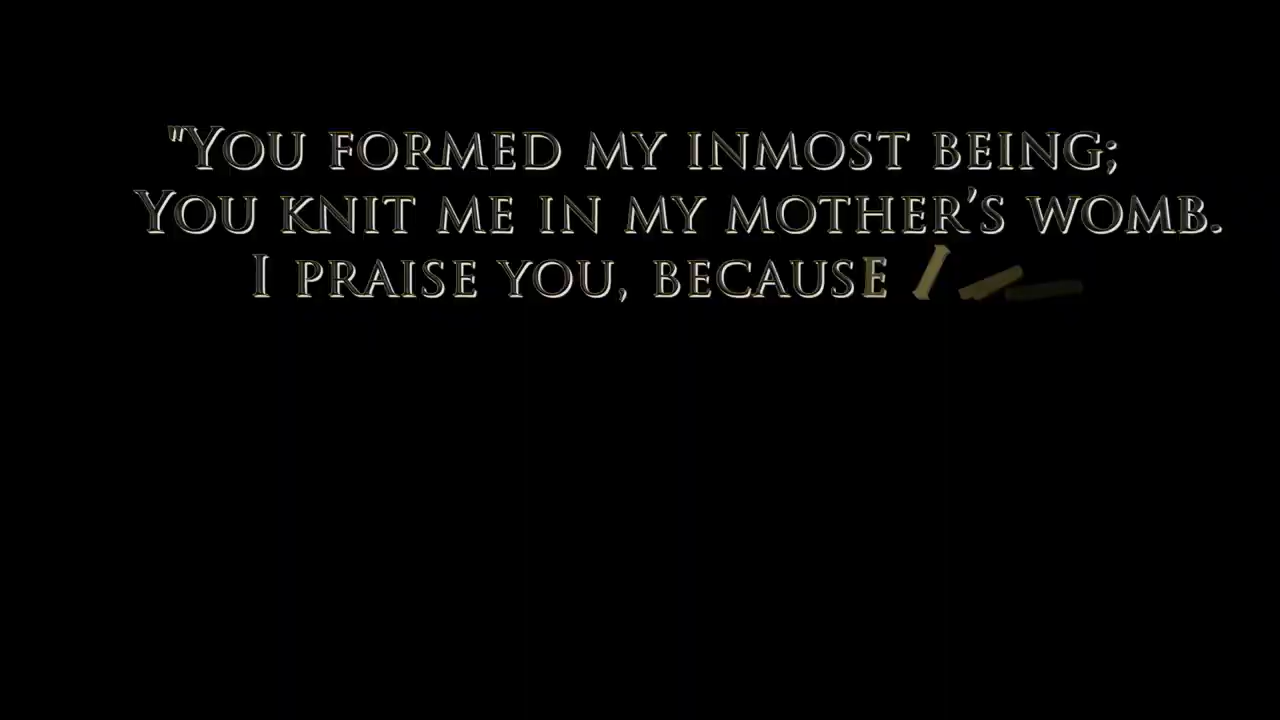 "You formed my inmost being;
You knit me in my mother's womb.
I praise you, because I